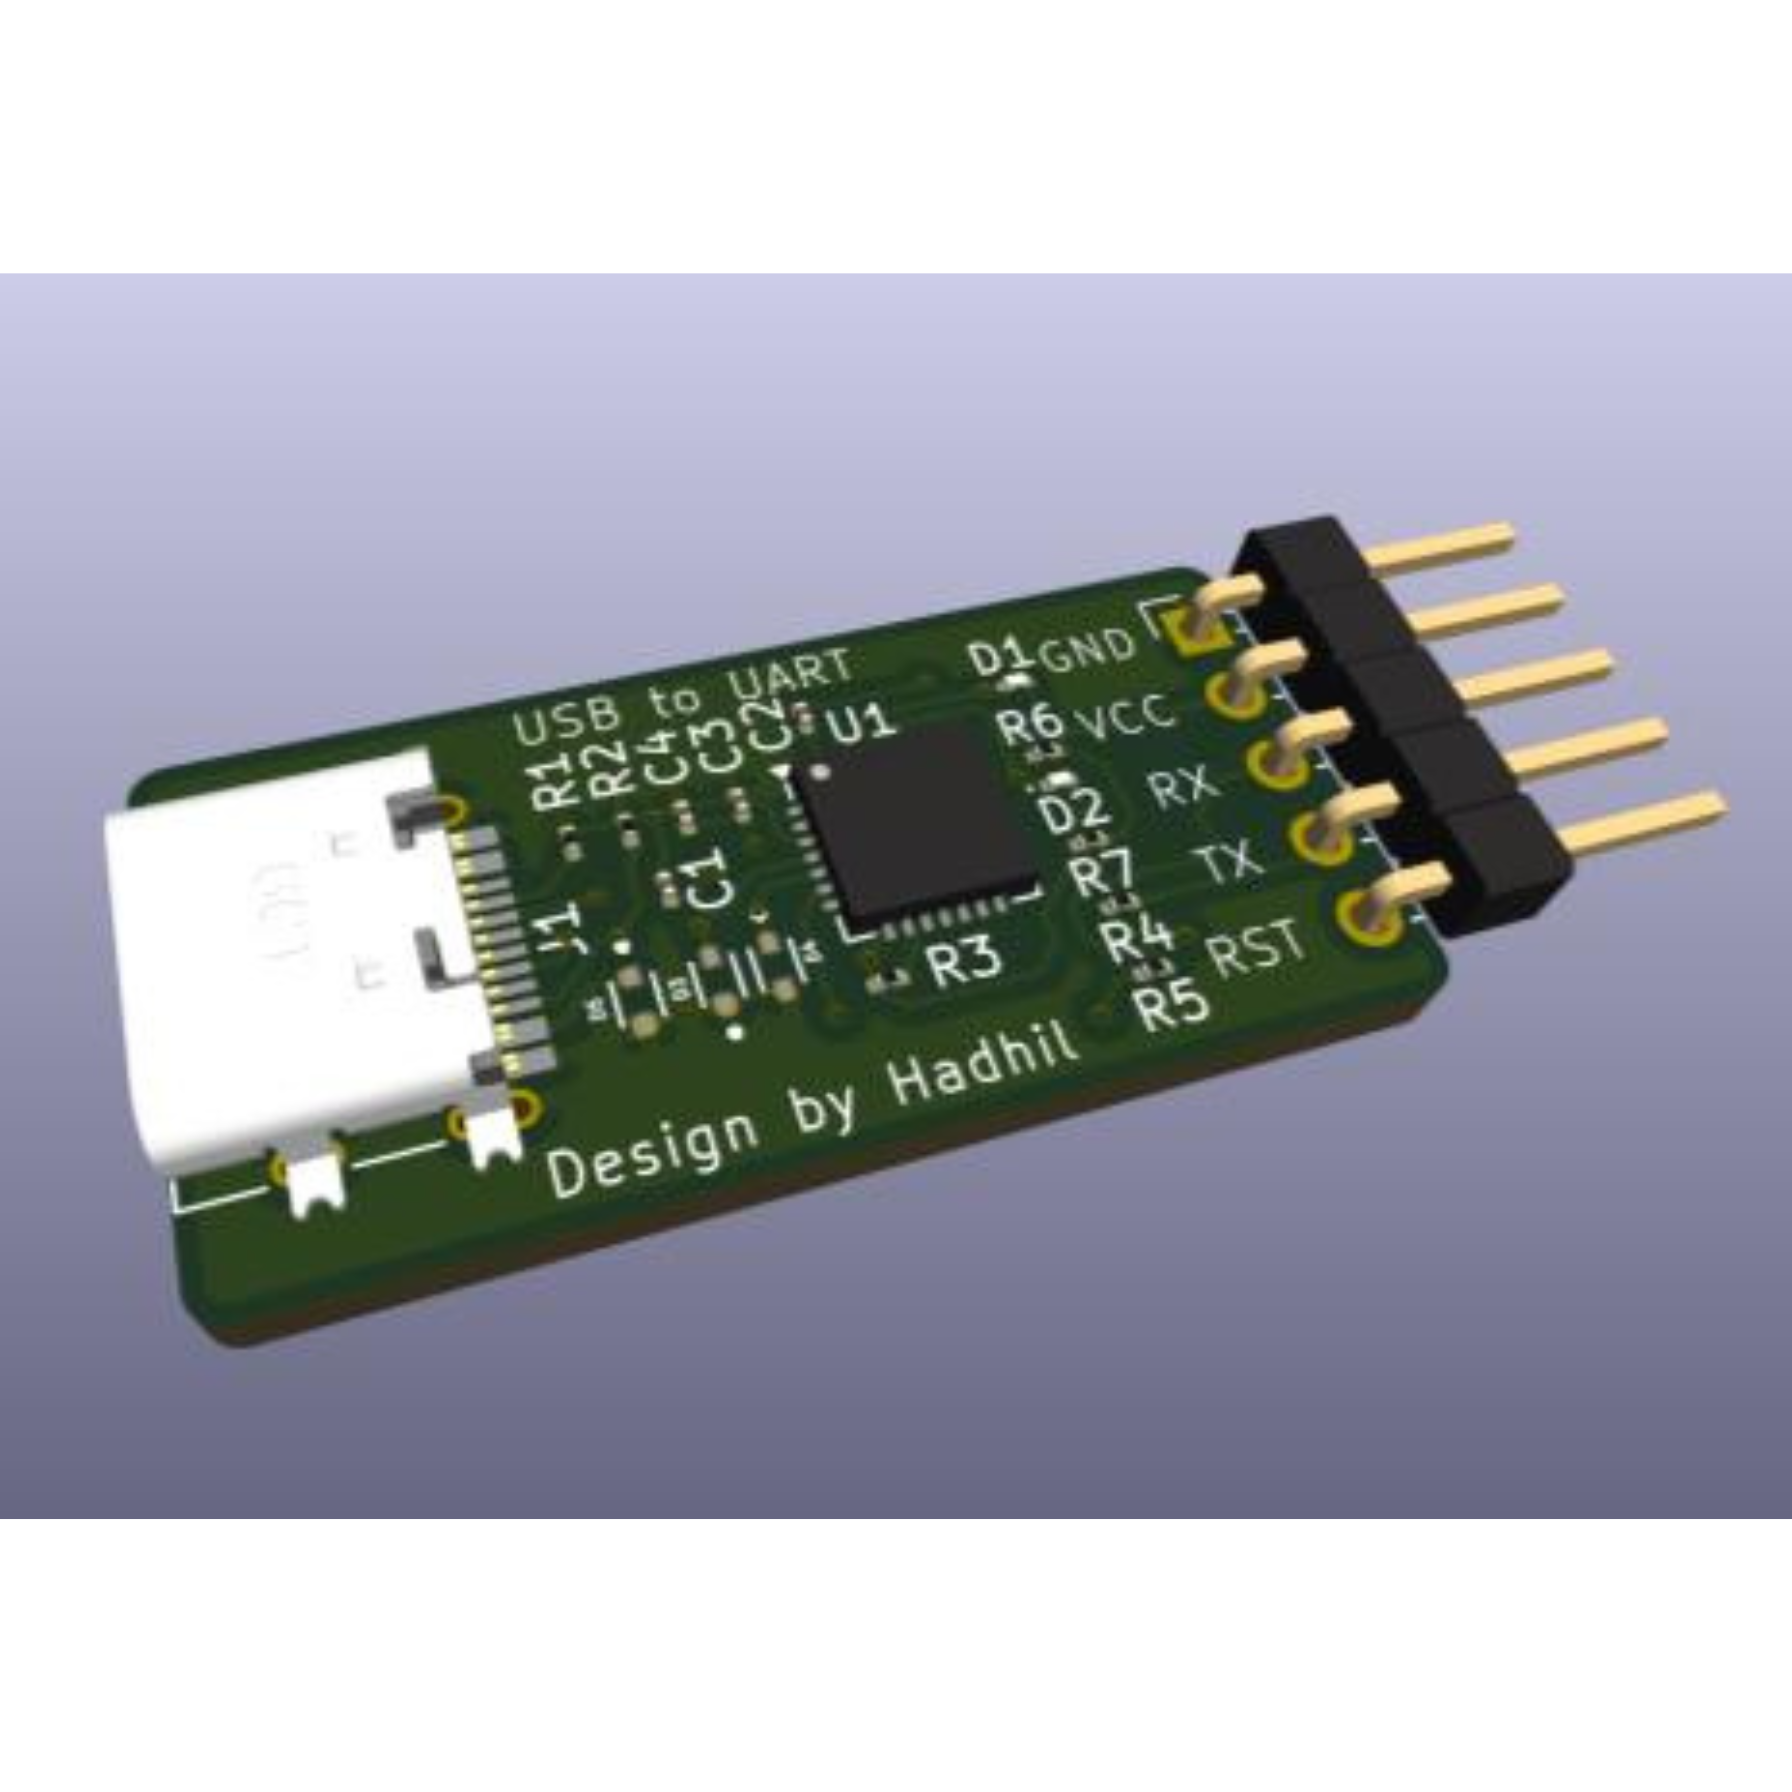 USB to UART
R1
R2
C4
C3
C2
U1
D1
GND
R6
VCC
D2
RX
C1
R7
TX
J1
R3
R4
RST
R5
Design by Hadhil